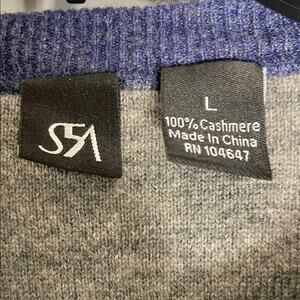 S5A
L
100% Cashmere
Made in China
RN 104647